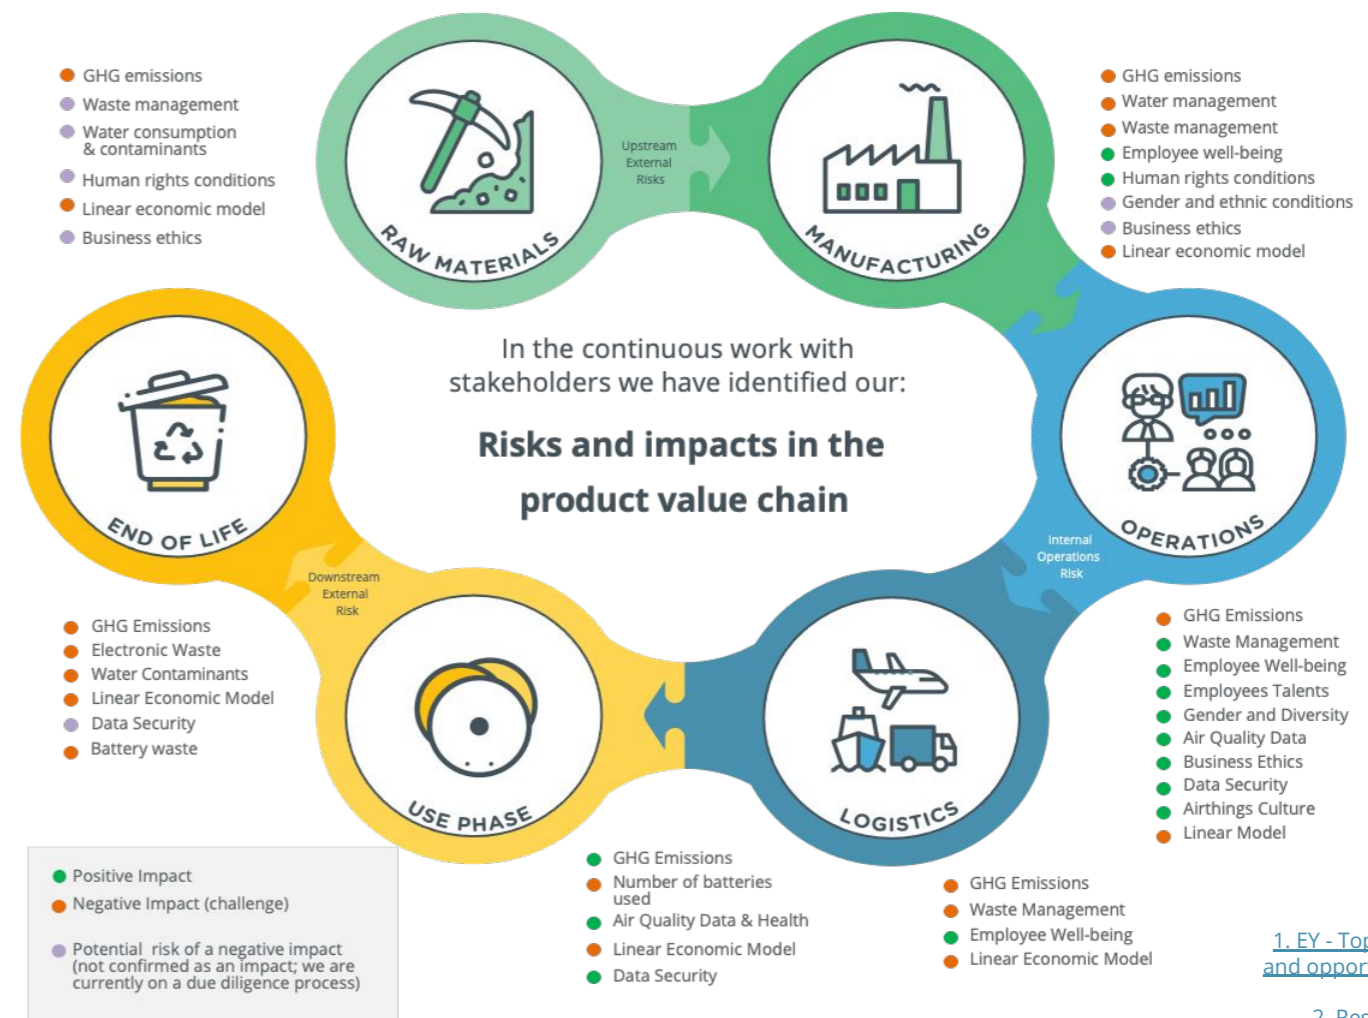 GHG emissions
Waste management
Water consumption
& contaminants
Human rights conditions
Linear economic model
Business ethics
RAW MATERIALS
Upstream
External
Risks
MANUFACTURING
GHG emissions
Water management
Waste management
Employee well-being
Human rights conditions
Gender and ethnic conditions
Business ethics
Linear economic model
In the continuous work with
stakeholders we have identified our:
Risks and impacts in the
product value chain
END OF LIFE
OPERATIONS
Internal
Operations
Risk
Downstream
External
Risk
GHG Emissions
Electronic Waste
Water Contaminants
Linear Economic Model
Data Security
Battery waste
USE PHASE
LOGISTICS
GHG Emissions
Waste Management
Employee Well-being
Employees Talents
Gender and Diversity
Air Quality Data
Business Ethics
Data Security
Airthings Culture
Linear Model
GHG Emissions
Number of batteries
used
Air Quality Data & Health
Linear Economic Model
Data Security
GHG Emissions
Waste Management
Employee Well-being
Linear Economic Model
Positive Impact
Negative Impact (challenge)
Potential risk of a negative impact
(not confirmed as an impact; we are
currently on a due diligence process)
1. EY - Top
and oppor
2. Res